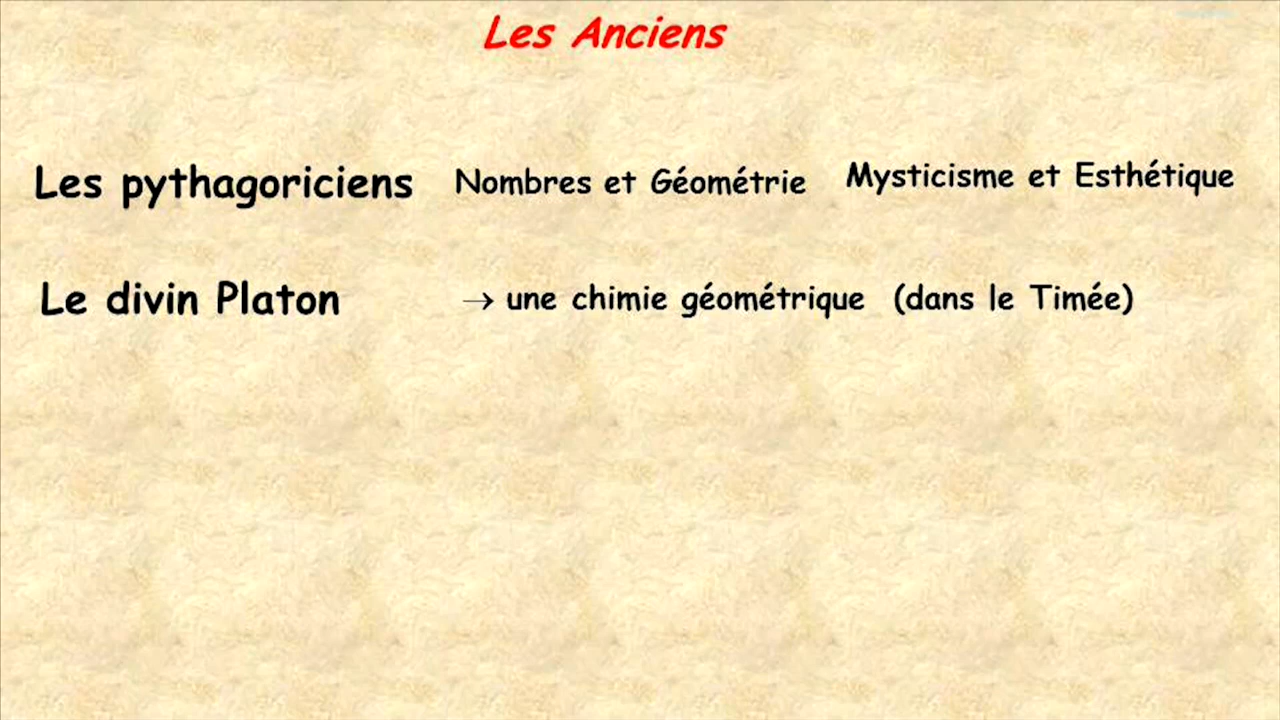 Les Anciens
Les pythagoriciens Nombres et Géométrie Mysticisme et Esthétique
Le divin Platon → une chimie géométrique (dans le Timée)